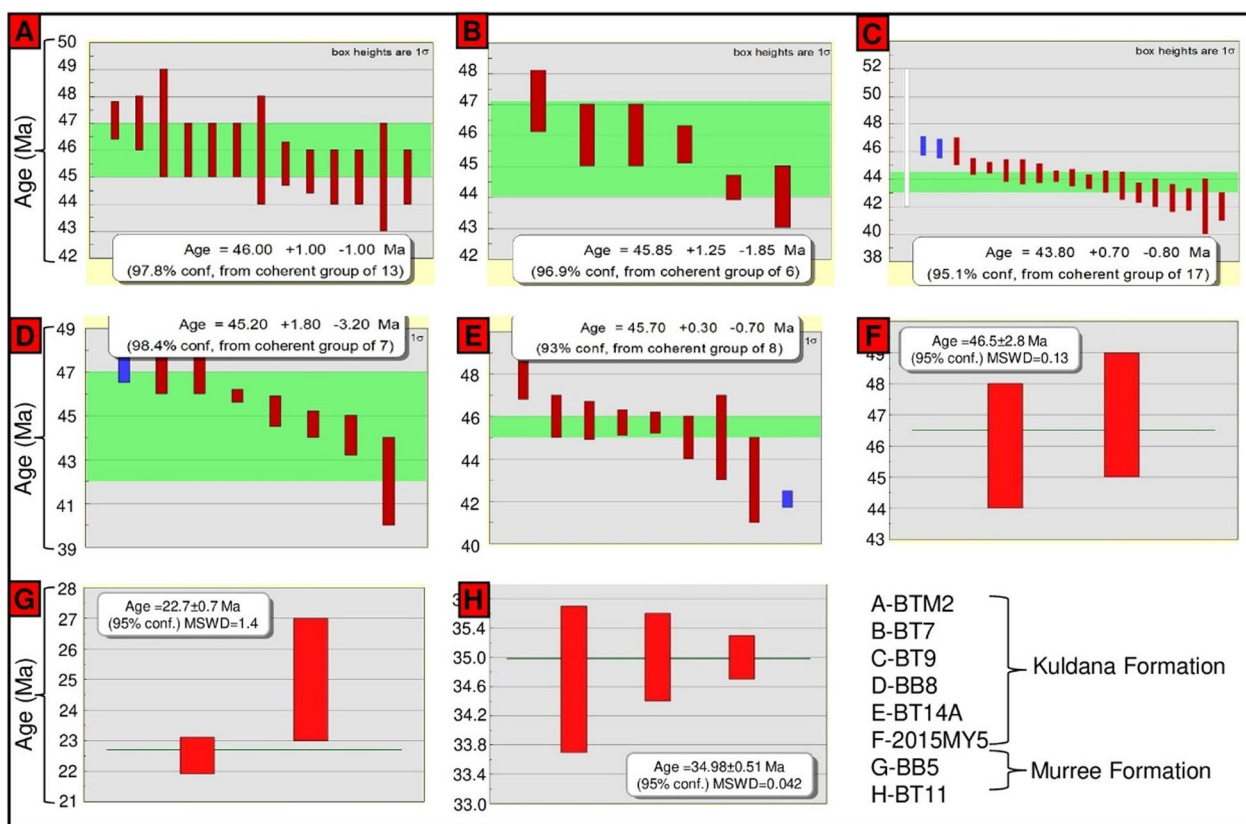 A
Age (Ma)
50
49
48
47
46
45
44
43
42
box heights are 1σ
Age = 46.00 +1.00 -1.00 Ma
(97.8% conf, from coherent group of 13)
B
48
47
46
45
44
43
42
box heights are 1σ
Age = 45.85 +1.25 -1.85 Ma
(96.9% conf, from coherent group of 6)
C
52
50
46
44
42
40
38
box heights are 1σ
Age = 43.80 +0.70 -0.80 Ma
(95.1% conf, from coherent group of 17)
D
Age (Ma)
49
47
45
43
41
39
1σ
Age = 45.20 +1.80 -3.20 Ma
(98.4% conf, from coherent group of 7)
E
48
46
44
42
40
1σ
Age = 45.70 +0.30 -0.70 Ma
(93% conf, from coherent group of 8)
F
49
48
47
46
45
44
43
Age =46.5±2.8 Ma
(95% conf.) MSWD=0.13
G
Age (Ma)
28
27
26
25
24
23
22
21
Age =22.7±0.7 Ma
(95% conf.) MSWD=1.4
H
35.4
35.0
34.6
34.2
33.8
33.4
33.0
Age =34.98±0.51 Ma
(95% conf.) MSWD=0.042
A-BTM2
B-BT7
C-BT9
D-BB8
E-BT14A
F-2015MY5
G-BB5
H-BT11
Kuldana Formation
Murree Formation